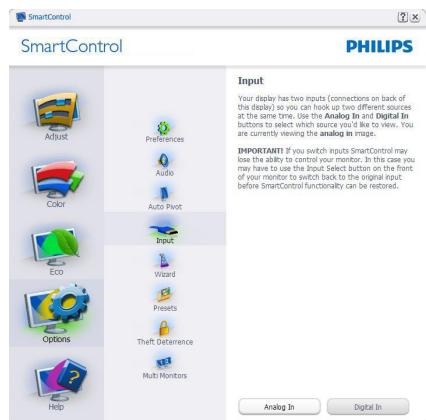 SmartControl
SmartControl
PHILIPS
Adjust
Color
Eco
Options
Help
Preferences
Audio
Auto Pivot
Input
Wizard
Presets
Theft Deterrence
Multi Monitors
Input
Your display has two inputs (connections on back of
this display) so you can hook up two different sources
at the same time. Use the Analog In and Digital In
buttons to select which source you'd like to view. You
are currently viewing the analog in image.
IMPORTANT! If you switch inputs SmartControl may
lose the ability to control your monitor. In this case you
may have to use the Input Select button on the front
of your monitor to switch back to the original input
before SmartControl functionality can be restored.
Analog In
Digital In